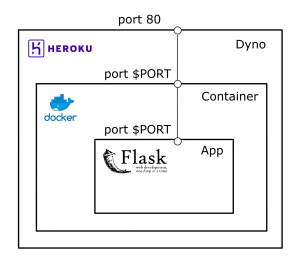 port 80
HEROKU
Dyno
port $PORT
docker
Container
port $PORT
Flask
web development,
one drop at a time
App